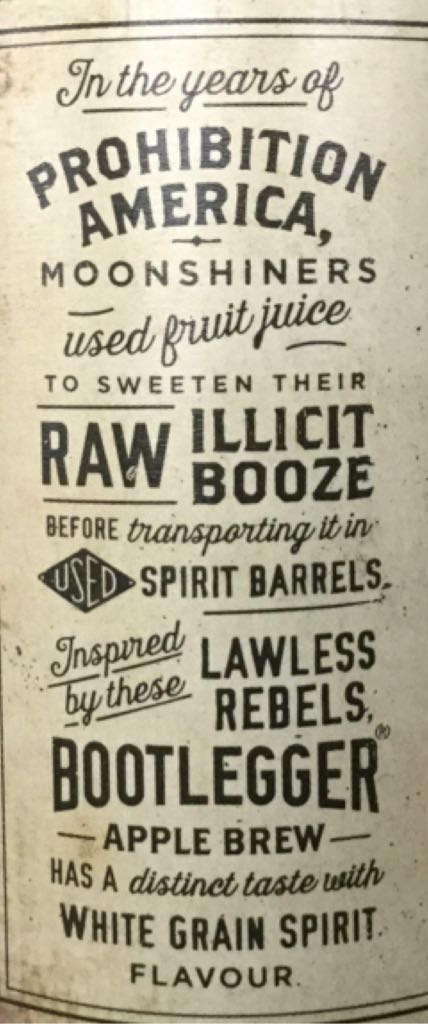 In the years of
PROHIBITION
AMERICA,
MOONSHINERS
used fruit juice
TO SWEETEN THEIR
RAW ILLICIT BOOZE
BEFORE transporting it in
USED SPIRIT BARRELS.
Inspired by these LAWLESS REBELS,
BOOTLEGGER®
— APPLE BREW —
HAS A distinct taste with
WHITE GRAIN SPIRIT
FLAVOUR.